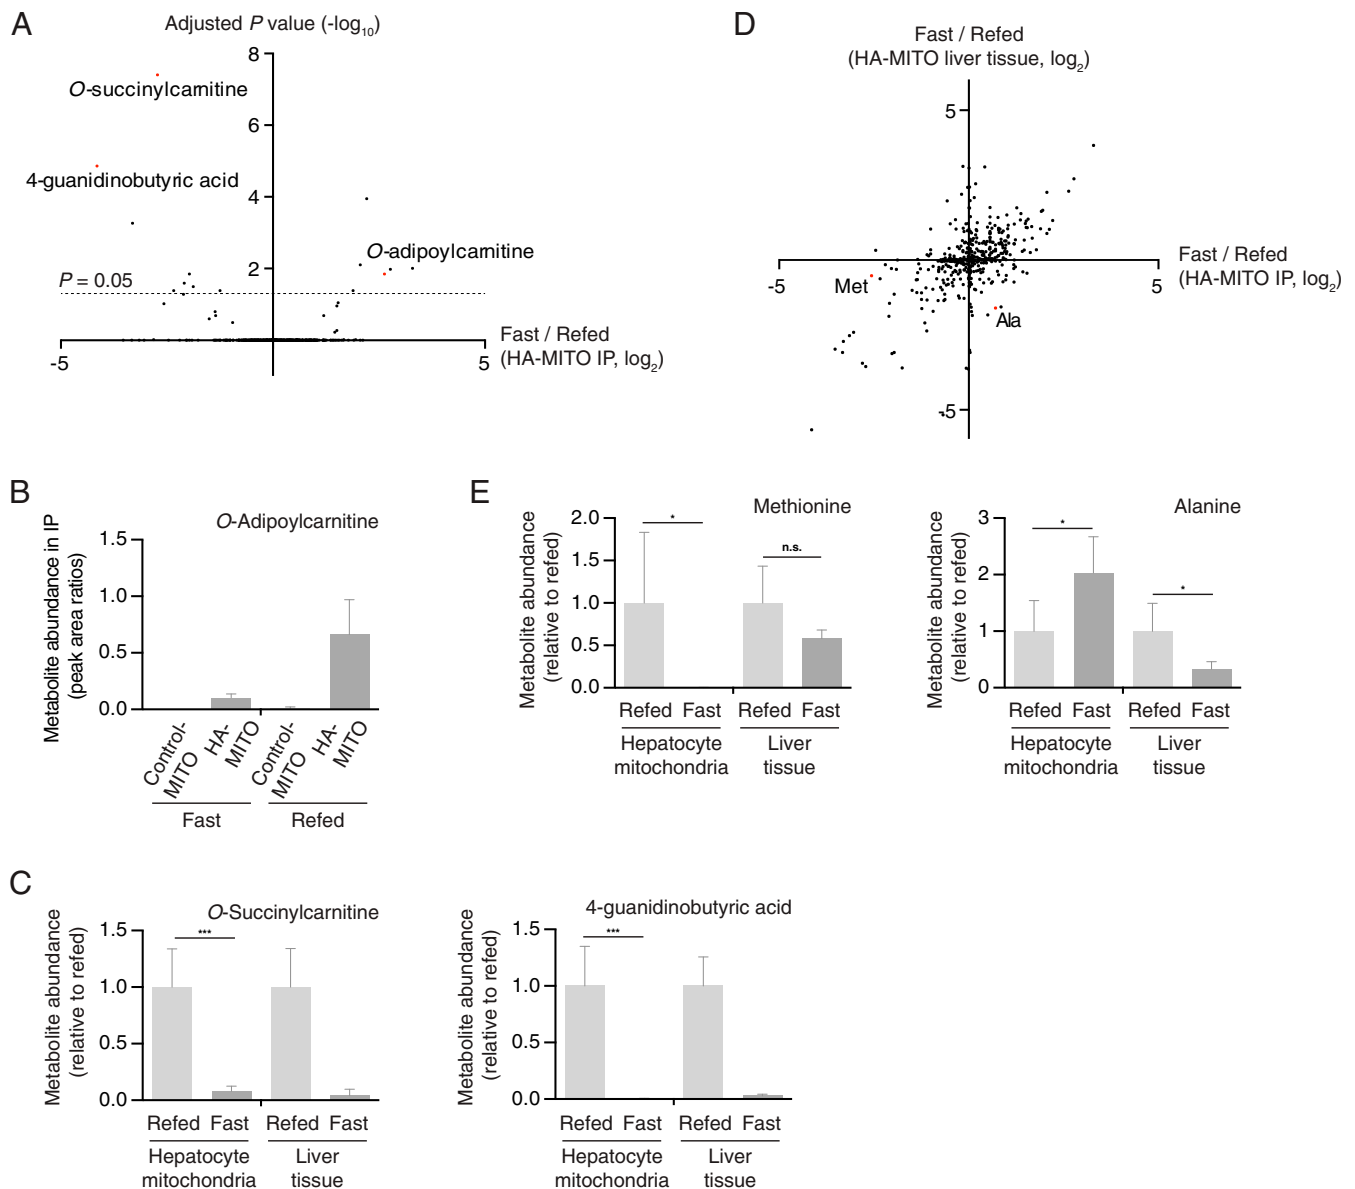 A
Adjusted P value (-log10)
8
O-succinylcarnitine
6
4-guanidinobutyric acid
4
O-adipoylcarnitine
2
P = 0.05
-5
5
Fast / Refed
(HA-MITO IP, log2)
D
Fast / Refed
(HA-MITO liver tissue, log2)
5
Fast / Refed
(HA-MITO IP, log2)
-5
5
Met
Ala
-5
B
O-Adipoylcarnitine
Metabolite abundance in IP
(peak area ratios)
1.5
1.0
0.5
0.0
Control-
MITO
HA-
MITO
Control-
MITO
HA-
MITO
Fast
Refed
E
Methionine
Metabolite abundance
(relative to refed)
2.0
1.5
1.0
0.5
0.0
*
n.s.
Refed Fast
Refed Fast
Hepatocyte
mitochondria
Liver
tissue
Alanine
Metabolite abundance
(relative to refed)
3
2
1
0
*
*
Refed Fast
Refed Fast
Hepatocyte
mitochondria
Liver
tissue
C
O-Succinylcarnitine
Metabolite abundance
(relative to refed)
1.5
1.0
0.5
0.0
***
Refed Fast
Refed Fast
Hepatocyte
mitochondria
Liver
tissue
4-guanidinobutyric acid
Metabolite abundance
(relative to refed)
1.5
1.0
0.5
0.0
***
Refed Fast
Refed Fast
Hepatocyte
mitochondria
Liver
tissue